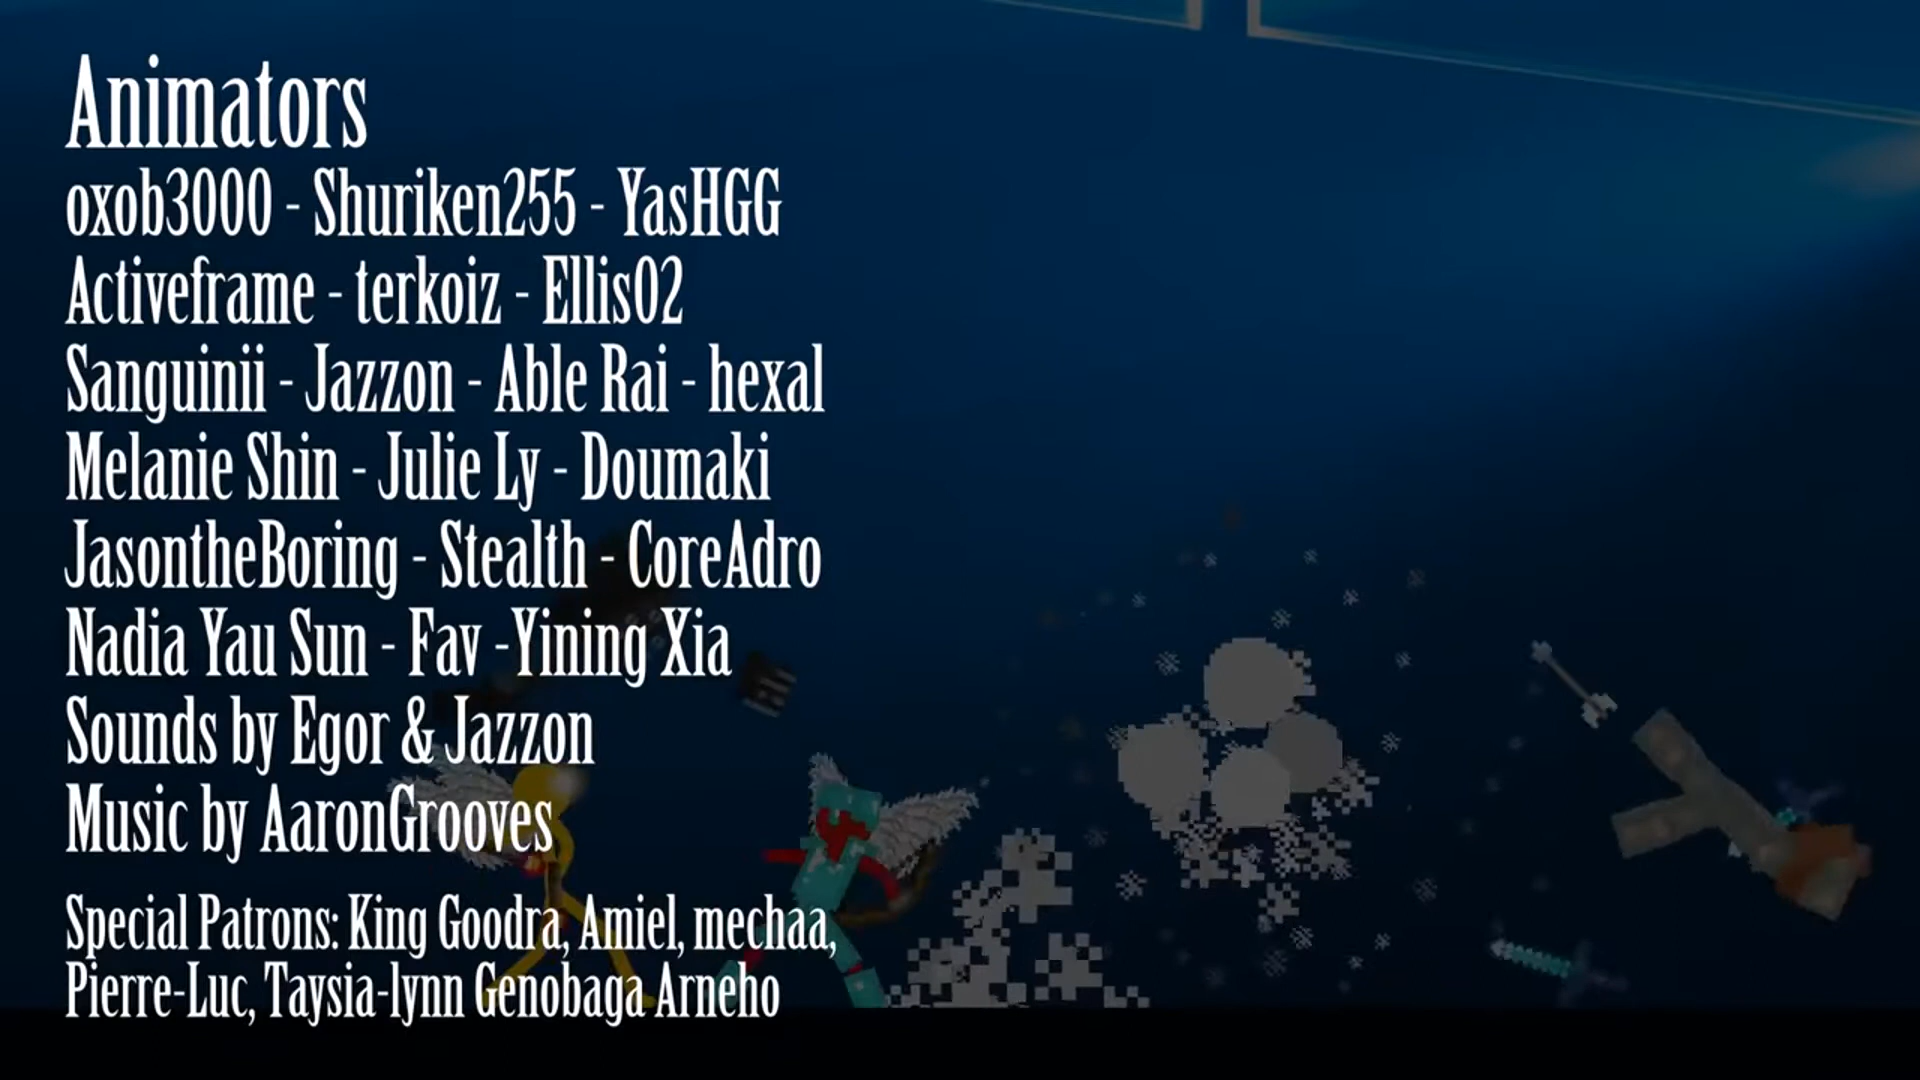 Animators
oxob3000 - Shuriken255 - YasHGG
Activeframe - terkoiz - Ellis02
Sanguinii - Jazzon - Able Rai - hexal
Melanie Shin - Julie Ly - Doumaki
JasontheBoring - Stealth - CoreAdro
Nadia Yau Sun - Fav -Yining Xia
Sounds by Egor & Jazzon
Music by AaronGrooves
Special Patrons: King Goodra, Amiel, mechaa,
Pierre-Luc, Taysia-lynn Genobaga Arneho